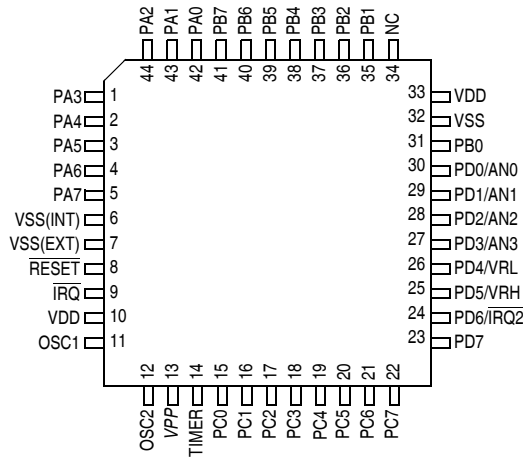 PA2 PA1 PA0 PB7 PB6 PB5 PB4 PB3 PB2 PB1 NC
44 43 42 41 40 39 38 37 36 35 34
PA3 1 33 VDD
PA4 2 32 VSS
PA5 3 31 PB0
PA6 4 30 PD0/AN0
PA7 5 29 PD1/AN1
VSS(INT) 6 28 PD2/AN2
VSS(EXT) 7 27 PD3/AN3
RESET 8 26 PD4/VRL
IRQ 9 25 PD5/VRH
VDD 10 24 PD6/IRQ2
OSC1 11 23 PD7
12 13 14 15 16 17 18 19 20 21 22
OSC2 VPP TIMER PC0 PC1 PC2 PC3 PC4 PC5 PC6 PC7